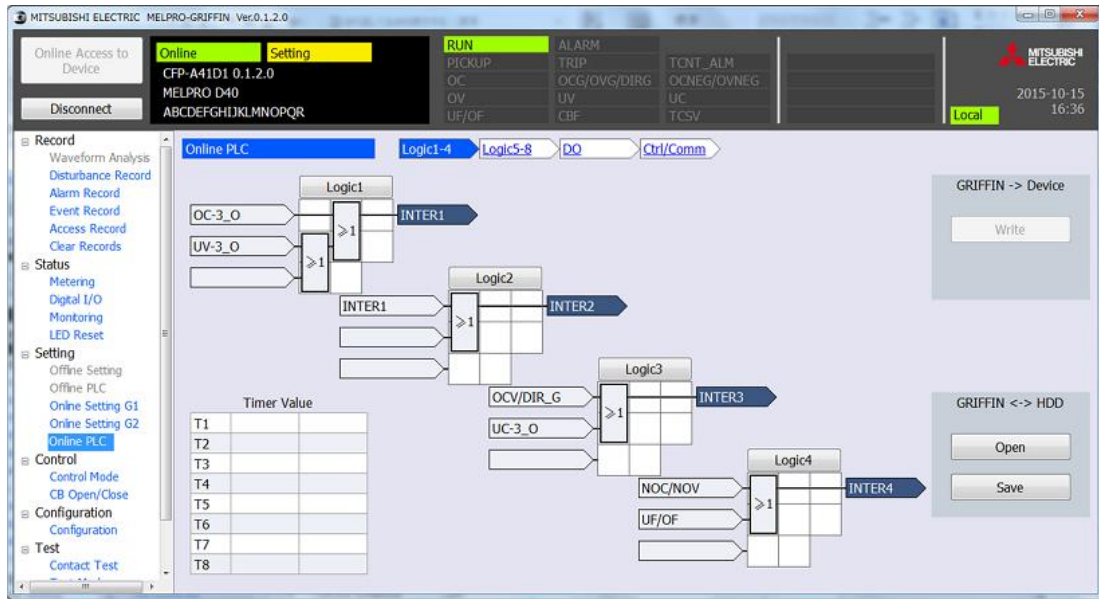 MITSUBISHI ELECTRIC MELPRO-GRIFFIN Ver.0.1.2.0
Online Access to Device
Disconnect
Online Setting
CFP-A41D1 0.1.2.0
MELPRO D40
ABCDEFGHIJKLMNOPQR
RUN ALARM
PICKUP TRIP TCNT_ALM
OC OCG/OVG/DIRG OCNEG/OVNEG
OV UV UC
UF/OF CBF TCSV
MITSUBISHI
ELECTRIC
2015-10-15
Local 16:36
Record
Waveform Analysis
Disturbance Record
Alarm Record
Event Record
Access Record
Clear Records
Status
Metering
Digital I/O
Monitoring
LED Reset
Setting
Offline Setting
Offline PLC
Online Setting G1
Online Setting G2
Online PLC
Control
Control Mode
CB Open/Close
Configuration
Configuration
Test
Contact Test
Online PLC
Logic1-4 Logic5-8 DO Ctrl/Comm
Logic1
OC-3_O ≥1 INTER1
UV-3_O ≥1
Logic2
INTER1 ≥1 INTER2
Logic3
OCV/DIR_G ≥1 INTER3
UC-3_O
Logic4
NOC/NOV ≥1 INTER4
UF/OF
Timer Value
T1
T2
T3
T4
T5
T6
T7
T8
GRIFFIN -> Device
Write
GRIFFIN <-> HDD
Open
Save